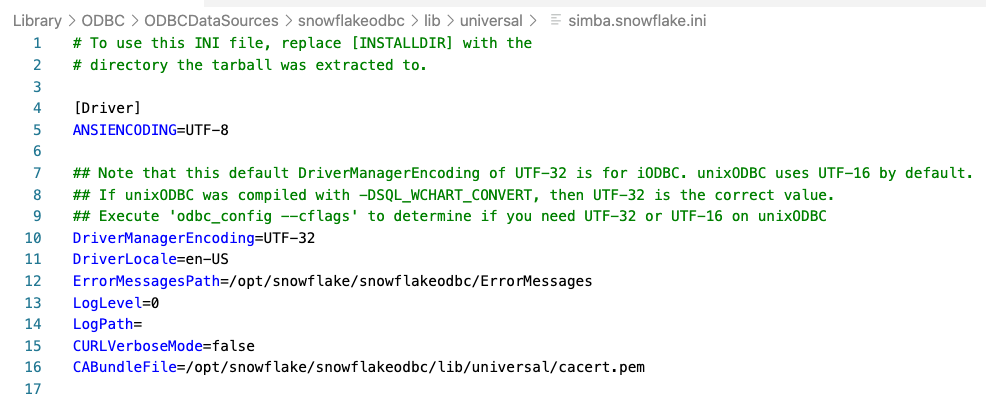 Library > ODBC > ODBCDataSources > snowflakeodbc > lib > universal > simba.snowflake.ini
1 # To use this INI file, replace [INSTALLDIR] with the
2 # directory the tarball was extracted to.
3
4 [Driver]
5 ANSIENCODING=UTF-8
6
7 ## Note that this default DriverManagerEncoding of UTF-32 is for iODBC. unixODBC uses UTF-16 by default.
8 ## If unixODBC was compiled with -DSQL_WCHART_CONVERT, then UTF-32 is the correct value.
9 ## Execute 'odbc_config --cflags' to determine if you need UTF-32 or UTF-16 on unixODBC
10 DriverManagerEncoding=UTF-32
11 DriverLocale=en-US
12 ErrorMessagesPath=/opt/snowflake/snowflakeodbc/ErrorMessages
13 LogLevel=0
14 LogPath=
15 CURLVerboseMode=false
16 CABundleFile=/opt/snowflake/snowflakeodbc/lib/universal/cacert.pem
17